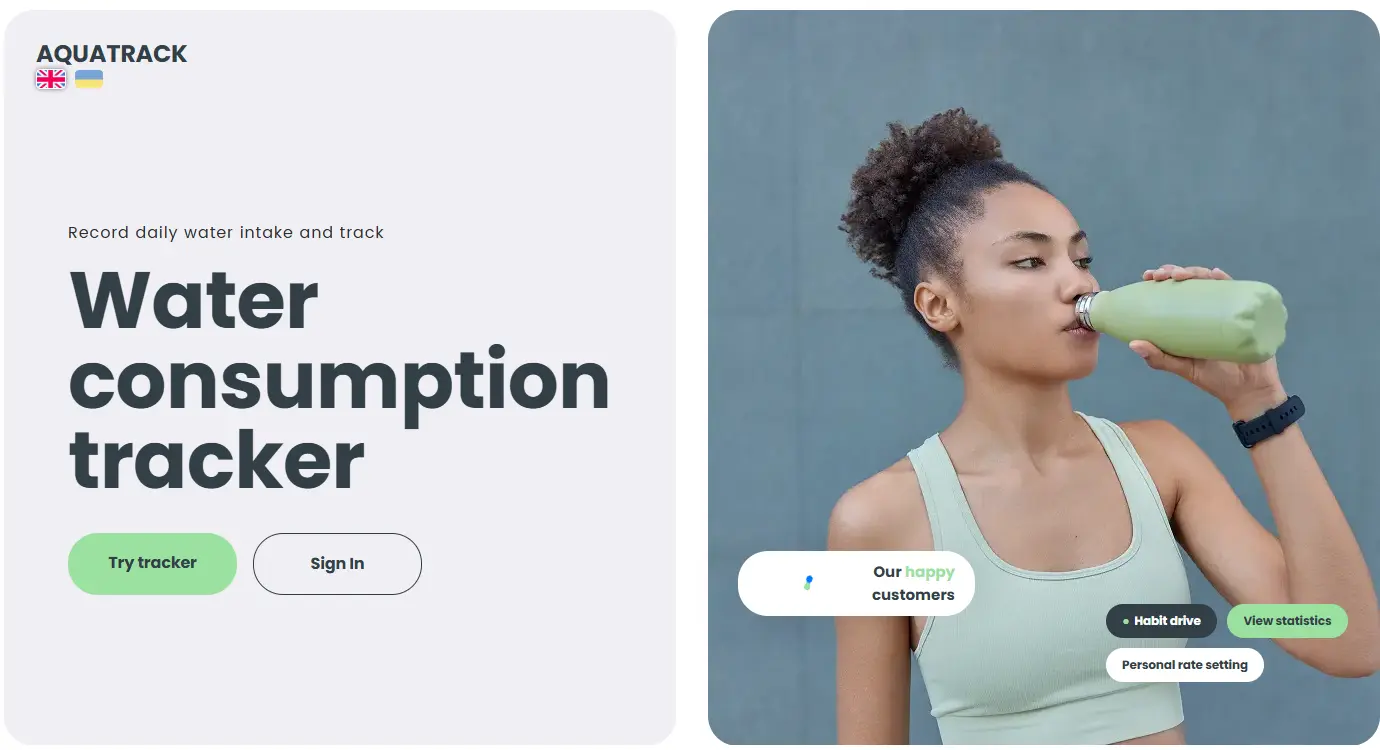 AQUATRACK
Record daily water intake and track
Water
consumption
tracker
Try tracker
Sign In
Our happy
customers
Habit drive
View statistics
Personal rate setting